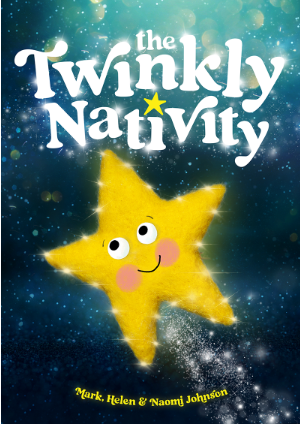 the
Twinkly
Nativity
Mark, Helen & Naomi Johnson